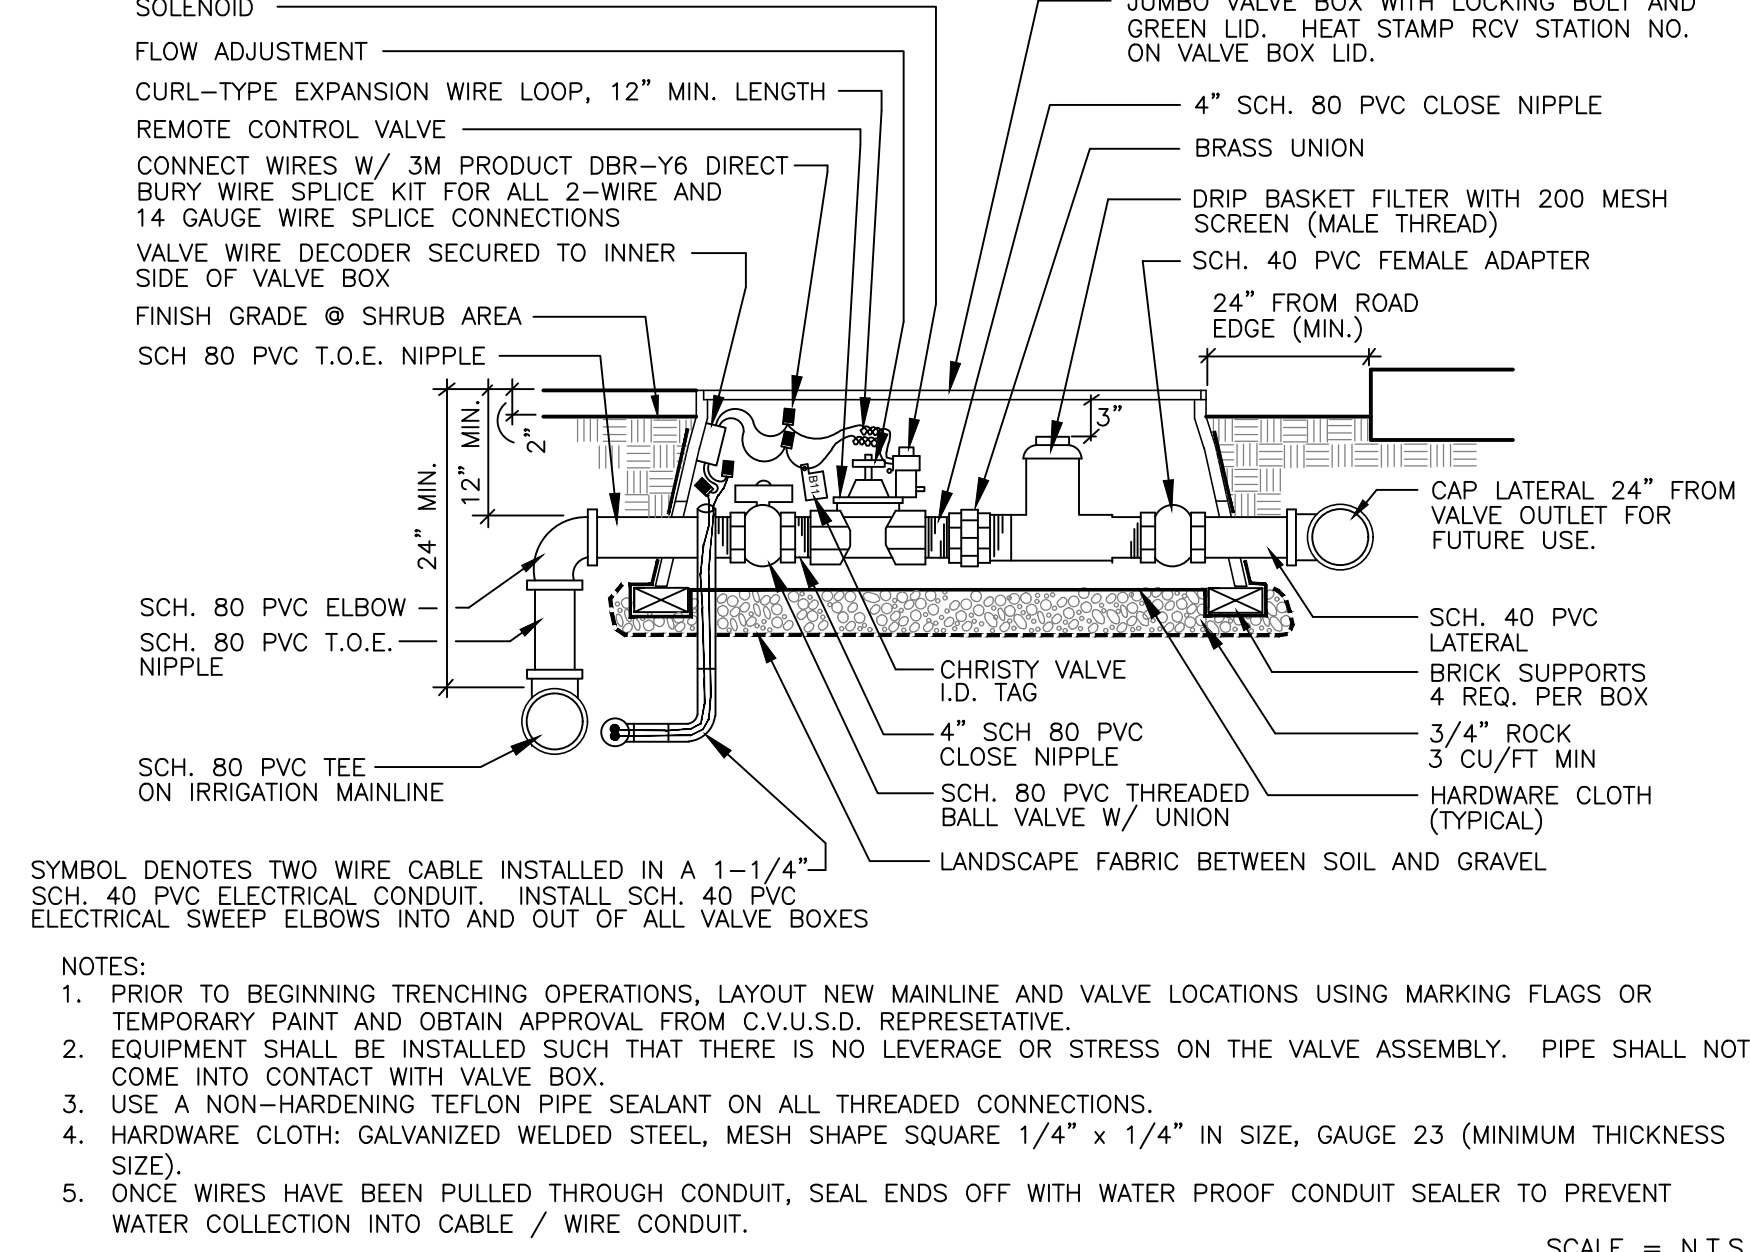 SOLENOID
FLOW ADJUSTMENT
CURL-TYPE EXPANSION WIRE LOOP, 12" MIN. LENGTH
REMOTE CONTROL VALVE
CONNECT WIRES W/ 3M PRODUCT DBR-Y6 DIRECT
BURY WIRE SPLICE KIT FOR ALL 2-WIRE AND
14 GAUGE WIRE SPLICE CONNECTIONS
VALVE WIRE DECODER SECURED TO INNER
SIDE OF VALVE BOX
FINISH GRADE @ SHRUB AREA
SCH 80 PVC T.O.E. NIPPLE
JUMBO VALVE BOX WITH LOCKING BOLT AND
GREEN LID. HEAT STAMP RCV STATION NO.
ON VALVE BOX LID.
4" SCH. 80 PVC CLOSE NIPPLE
BRASS UNION
DRIP BASKET FILTER WITH 200 MESH
SCREEN (MALE THREAD)
SCH. 40 PVC FEMALE ADAPTER
24" FROM ROAD
EDGE (MIN.)
24" MIN.
12" MIN.
2"
3"
B11
CAP LATERAL 24" FROM
VALVE OUTLET FOR
FUTURE USE.
SCH. 80 PVC ELBOW
SCH. 80 PVC T.O.E.
NIPPLE
SCH. 80 PVC TEE
ON IRRIGATION MAINLINE
CHRISTY VALVE
I.D. TAG
4" SCH 80 PVC
CLOSE NIPPLE
SCH. 80 PVC THREADED
BALL VALVE W/ UNION
LANDSCAPE FABRIC BETWEEN SOIL AND GRAVEL
SCH. 40 PVC
LATERAL
BRICK SUPPORTS
4 REQ. PER BOX
3/4" ROCK
3 CU/FT MIN
HARDWARE CLOTH
(TYPICAL)
SYMBOL DENOTES TWO WIRE CABLE INSTALLED IN A 1-1/4"
SCH. 40 PVC ELECTRICAL CONDUIT. INSTALL SCH. 40 PVC
ELECTRICAL SWEEP ELBOWS INTO AND OUT OF ALL VALVE BOXES
NOTES:
1. PRIOR TO BEGINNING TRENCHING OPERATIONS, LAYOUT NEW MAINLINE AND VALVE LOCATIONS USING MARKING FLAGS OR
TEMPORARY PAINT AND OBTAIN APPROVAL FROM C.V.U.S.D. REPRESETATIVE.
2. EQUIPMENT SHALL BE INSTALLED SUCH THAT THERE IS NO LEVERAGE OR STRESS ON THE VALVE ASSEMBLY. PIPE SHALL NOT
COME INTO CONTACT WITH VALVE BOX.
3. USE A NON-HARDENING TEFLON PIPE SEALANT ON ALL THREADED CONNECTIONS.
4. HARDWARE CLOTH: GALVANIZED WELDED STEEL, MESH SHAPE SQUARE 1/4" x 1/4" IN SIZE, GAUGE 23 (MINIMUM THICKNESS
SIZE).
5. ONCE WIRES HAVE BEEN PULLED THROUGH CONDUIT, SEAL ENDS OFF WITH WATER PROOF CONDUIT SEALER TO PREVENT
WATER COLLECTION INTO CABLE / WIRE CONDUIT.
SCALE = N.T.S.